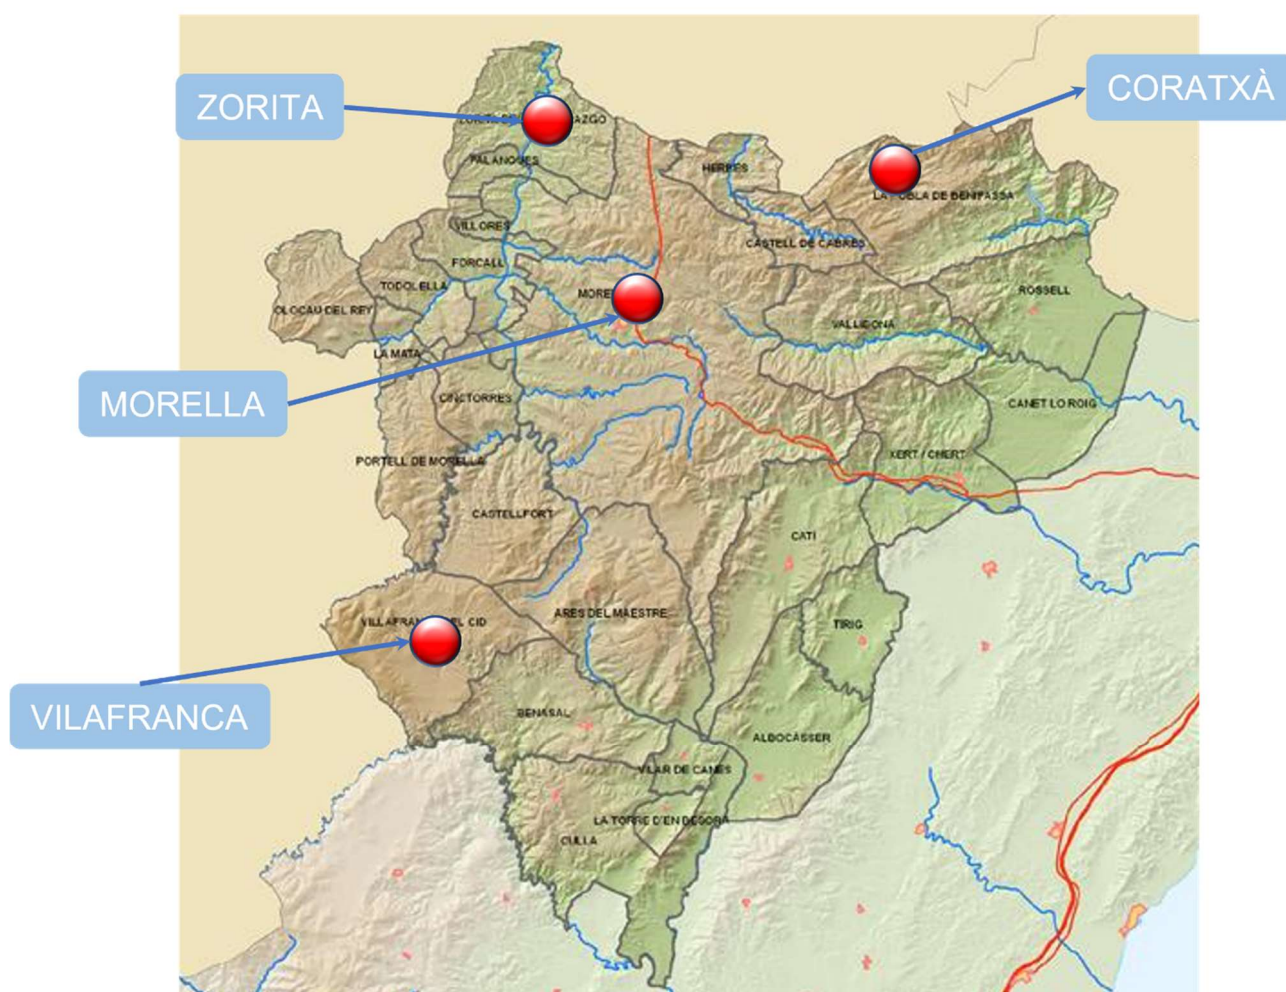 CORATXÀ
ZORITA
PALANQUES
HERBES
LA POBLA DE BENIFASSA
VILLORES
CASTELL DE CABRES
FORCALL
TODOLELLA
ROSSELL
OLOCAU DEL REY
VALLIBONA
LA MATA
MORELLA
CINCTORRES
CANET LO ROIG
XERT / CHERT
PORTELL DE MORELLA
CASTELLFORT
CATI
ARES DEL MAESTRE
TIRIG
VILAFRANCA
BENASAL
ALBOCASSER
VILAR DE CANES
LA TORRE D'EN BESORA
CULLA